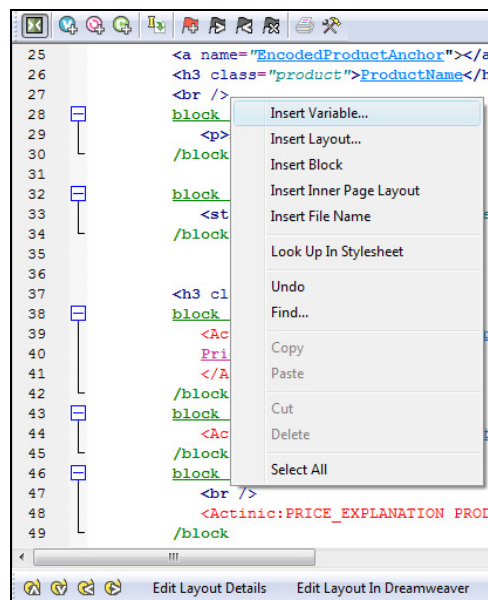 25 <a name="EncodedProductAnchor"></a
26 <h3 class="product">ProductName</h
27 <br />
28 block
29 <p>
30 /block
31
32 block
33 <st
34 /block
35
36
37 <h3 cl
38 block
39 <Ac
40 Pri
41 </A
42 /block
43 block
44 <Ac
45 /block
46 block
47 <br />
48 <Actinic:PRICE_EXPLANATION PROD
49 /block
Insert Variable...
Insert Layout...
Insert Block
Insert Inner Page Layout
Insert File Name
Look Up In Stylesheet
Undo
Find...
Copy
Paste
Cut
Delete
Select All
Edit Layout Details Edit Layout In Dreamweaver